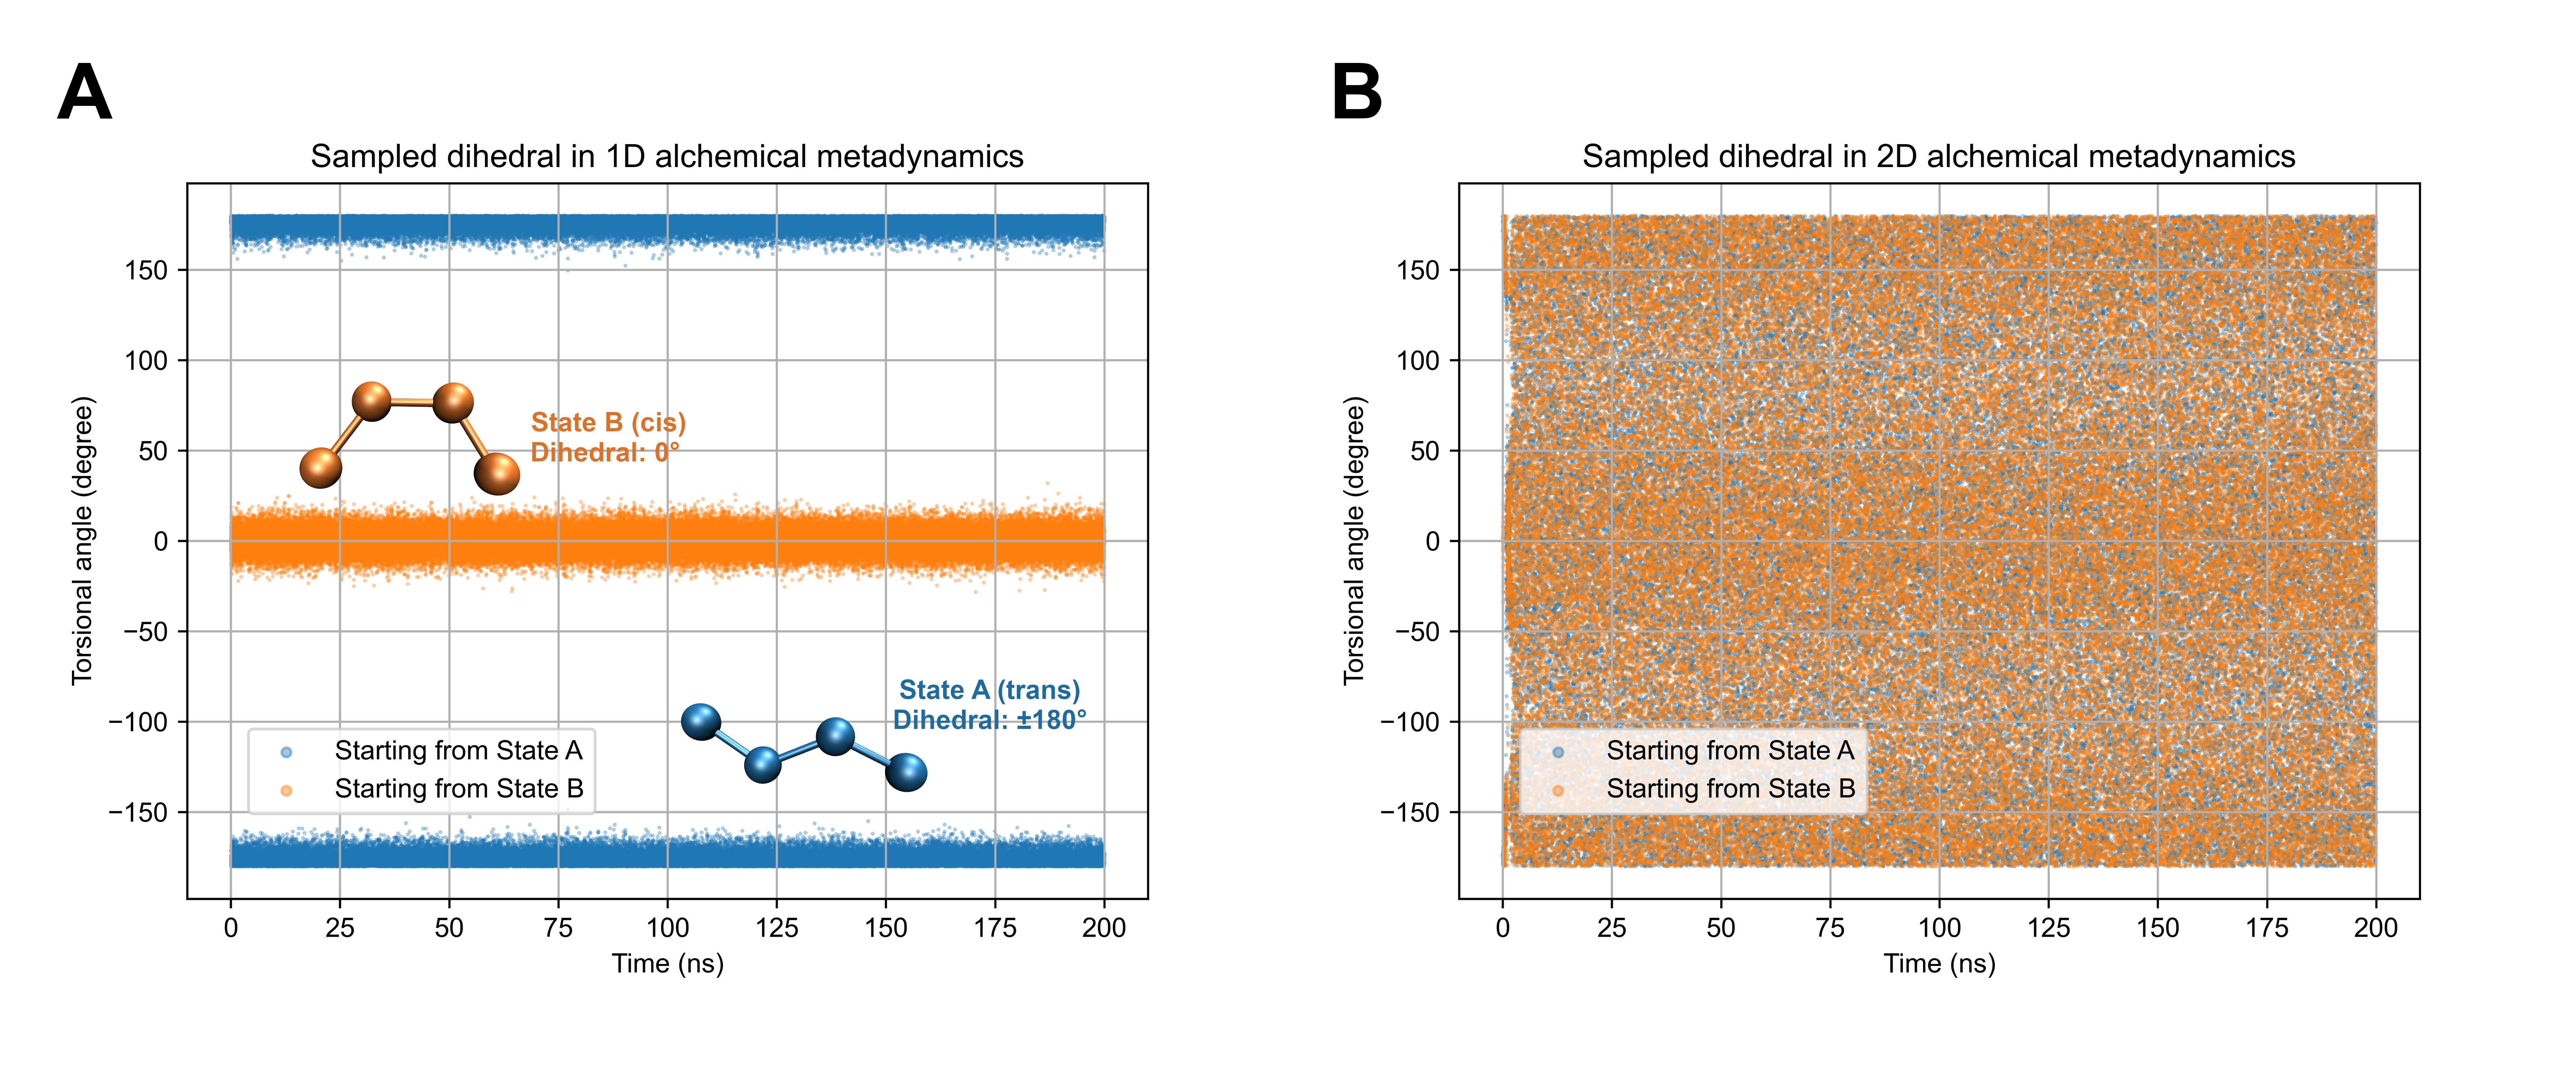 A
Sampled dihedral in 1D alchemical metadynamics
Torsional angle (degree)
150
100
50
0
−50
−100
−150
State B (cis)
Dihedral: 0°
State A (trans)
Dihedral: ±180°
Starting from State A
Starting from State B
0 25 50 75 100 125 150 175 200
Time (ns)
B
Sampled dihedral in 2D alchemical metadynamics
Torsional angle (degree)
150
100
50
0
−50
−100
−150
Starting from State A
Starting from State B
0 25 50 75 100 125 150 175 200
Time (ns)